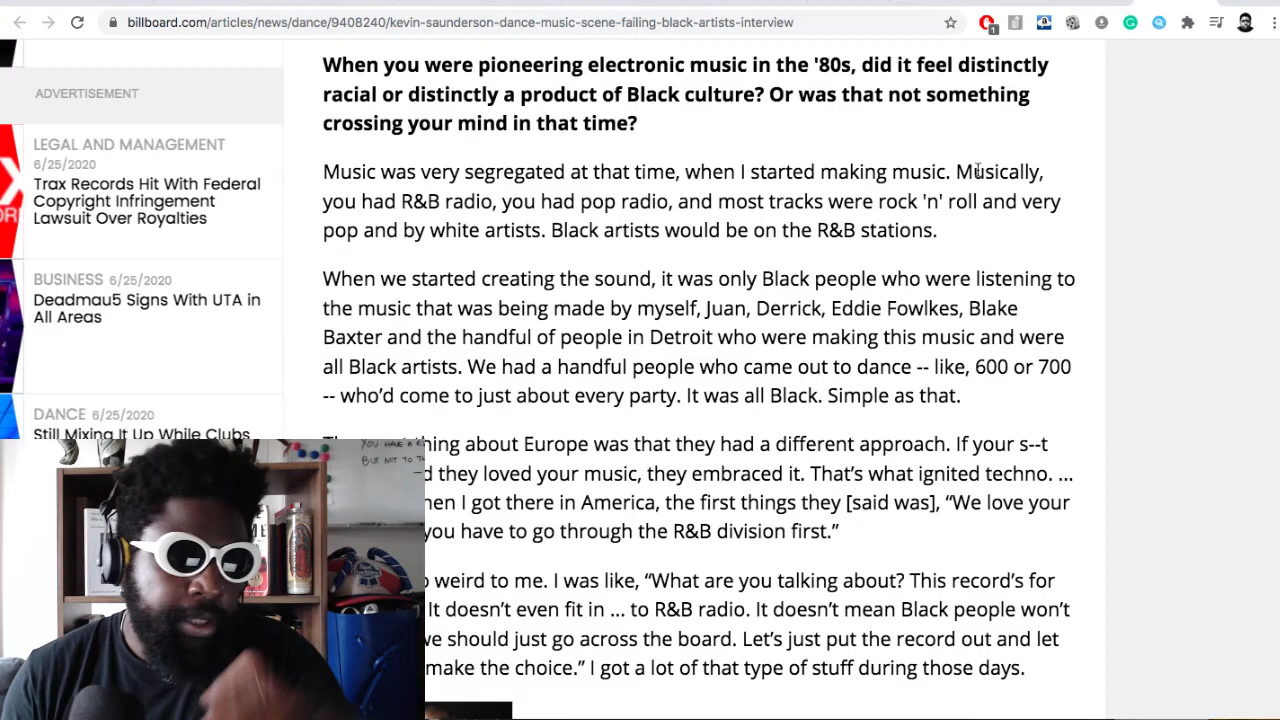 billboard.com/articles/news/dance/9408240/kevin-saunderson-dance-music-scene-failing-black-artists-interview
1
ADVERTISEMENT
LEGAL AND MANAGEMENT
6/25/2020
Trax Records Hit With Federal
Copyright Infringement
Lawsuit Over Royalties
BUSINESS 6/25/2020
Deadmau5 Signs With UTA in
All Areas
DANCE 6/25/2020
Still Mixing It Up While Clubs
When you were pioneering electronic music in the '80s, did it feel distinctly
racial or distinctly a product of Black culture? Or was that not something
crossing your mind in that time?
Music was very segregated at that time, when I started making music. Musically,
you had R&B radio, you had pop radio, and most tracks were rock 'n' roll and very
pop and by white artists. Black artists would be on the R&B stations.
When we started creating the sound, it was only Black people who were listening to
the music that was being made by myself, Juan, Derrick, Eddie Fowlkes, Blake
Baxter and the handful of people in Detroit who were making this music and were
all Black artists. We had a handful people who came out to dance -- like, 600 or 700
-- who'd come to just about every party. It was all Black. Simple as that.
thing about Europe was that they had a different approach. If your s--t
they loved your music, they embraced it. That's what ignited techno. ...
I got there in America, the first things they [said was], “We love your
you have to go through the R&B division first.”
weird to me. I was like, “What are you talking about? This record's for
It doesn't even fit in ... to R&B radio. It doesn't mean Black people won't
we should just go across the board. Let's just put the record out and let
make the choice.” I got a lot of that type of stuff during those days.
YOU HAVE A
BUT NOT TO